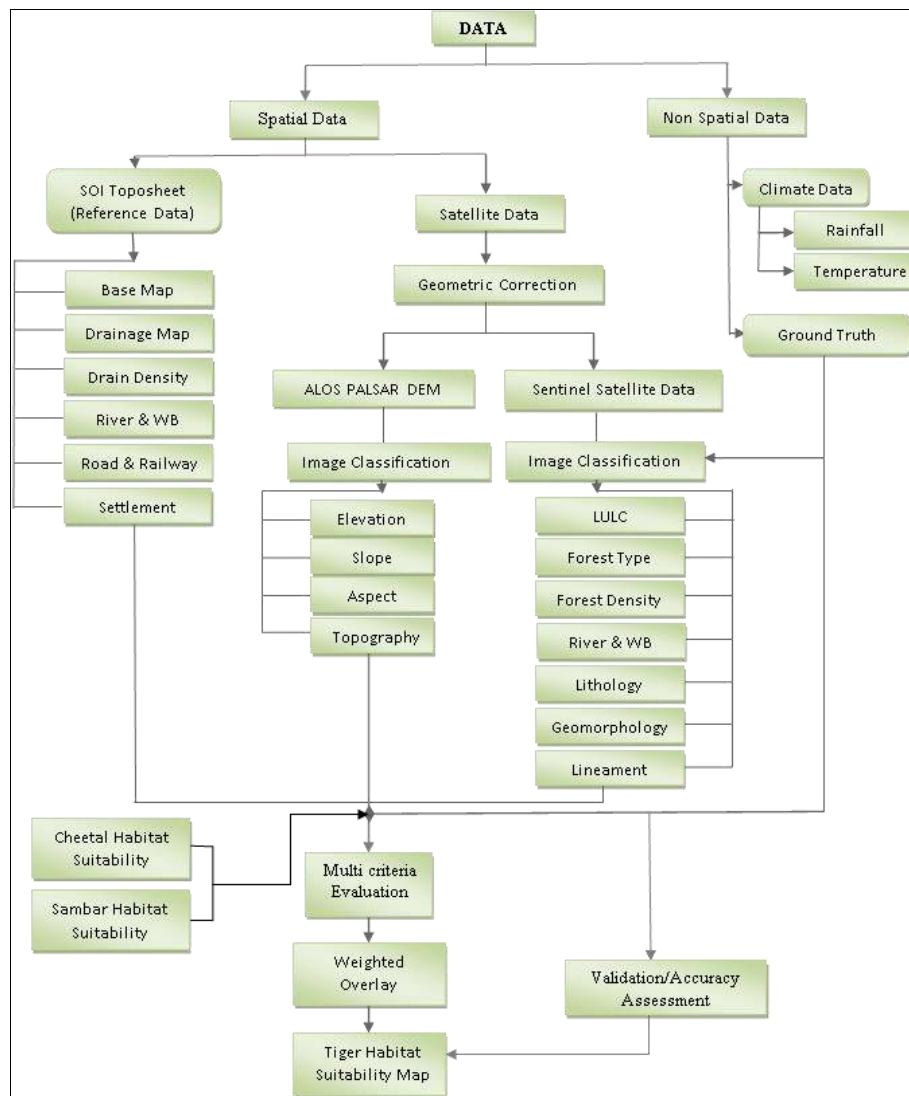 DATA
Spatial Data
Non Spatial Data
SOI Toposheet
(Reference Data)
Satellite Data
Climate Data
Rainfall
Temperature
Geometric Correction
Base Map
Drainage Map
Drain Density
River & WB
Road & Railway
Settlement
Ground Truth
ALOS PALSAR DEM
Sentinel Satellite Data
Image Classification
Image Classification
Elevation
Slope
Aspect
Topography
LULC
Forest Type
Forest Density
River & WB
Lithology
Geomorphology
Lineament
Cheetal Habitat
Suitability
Sambar Habitat
Suitability
Multi criteria
Evaluation
Weighted
Overlay
Validation/Accuracy
Assessment
Tiger Habitat
Suitability Map